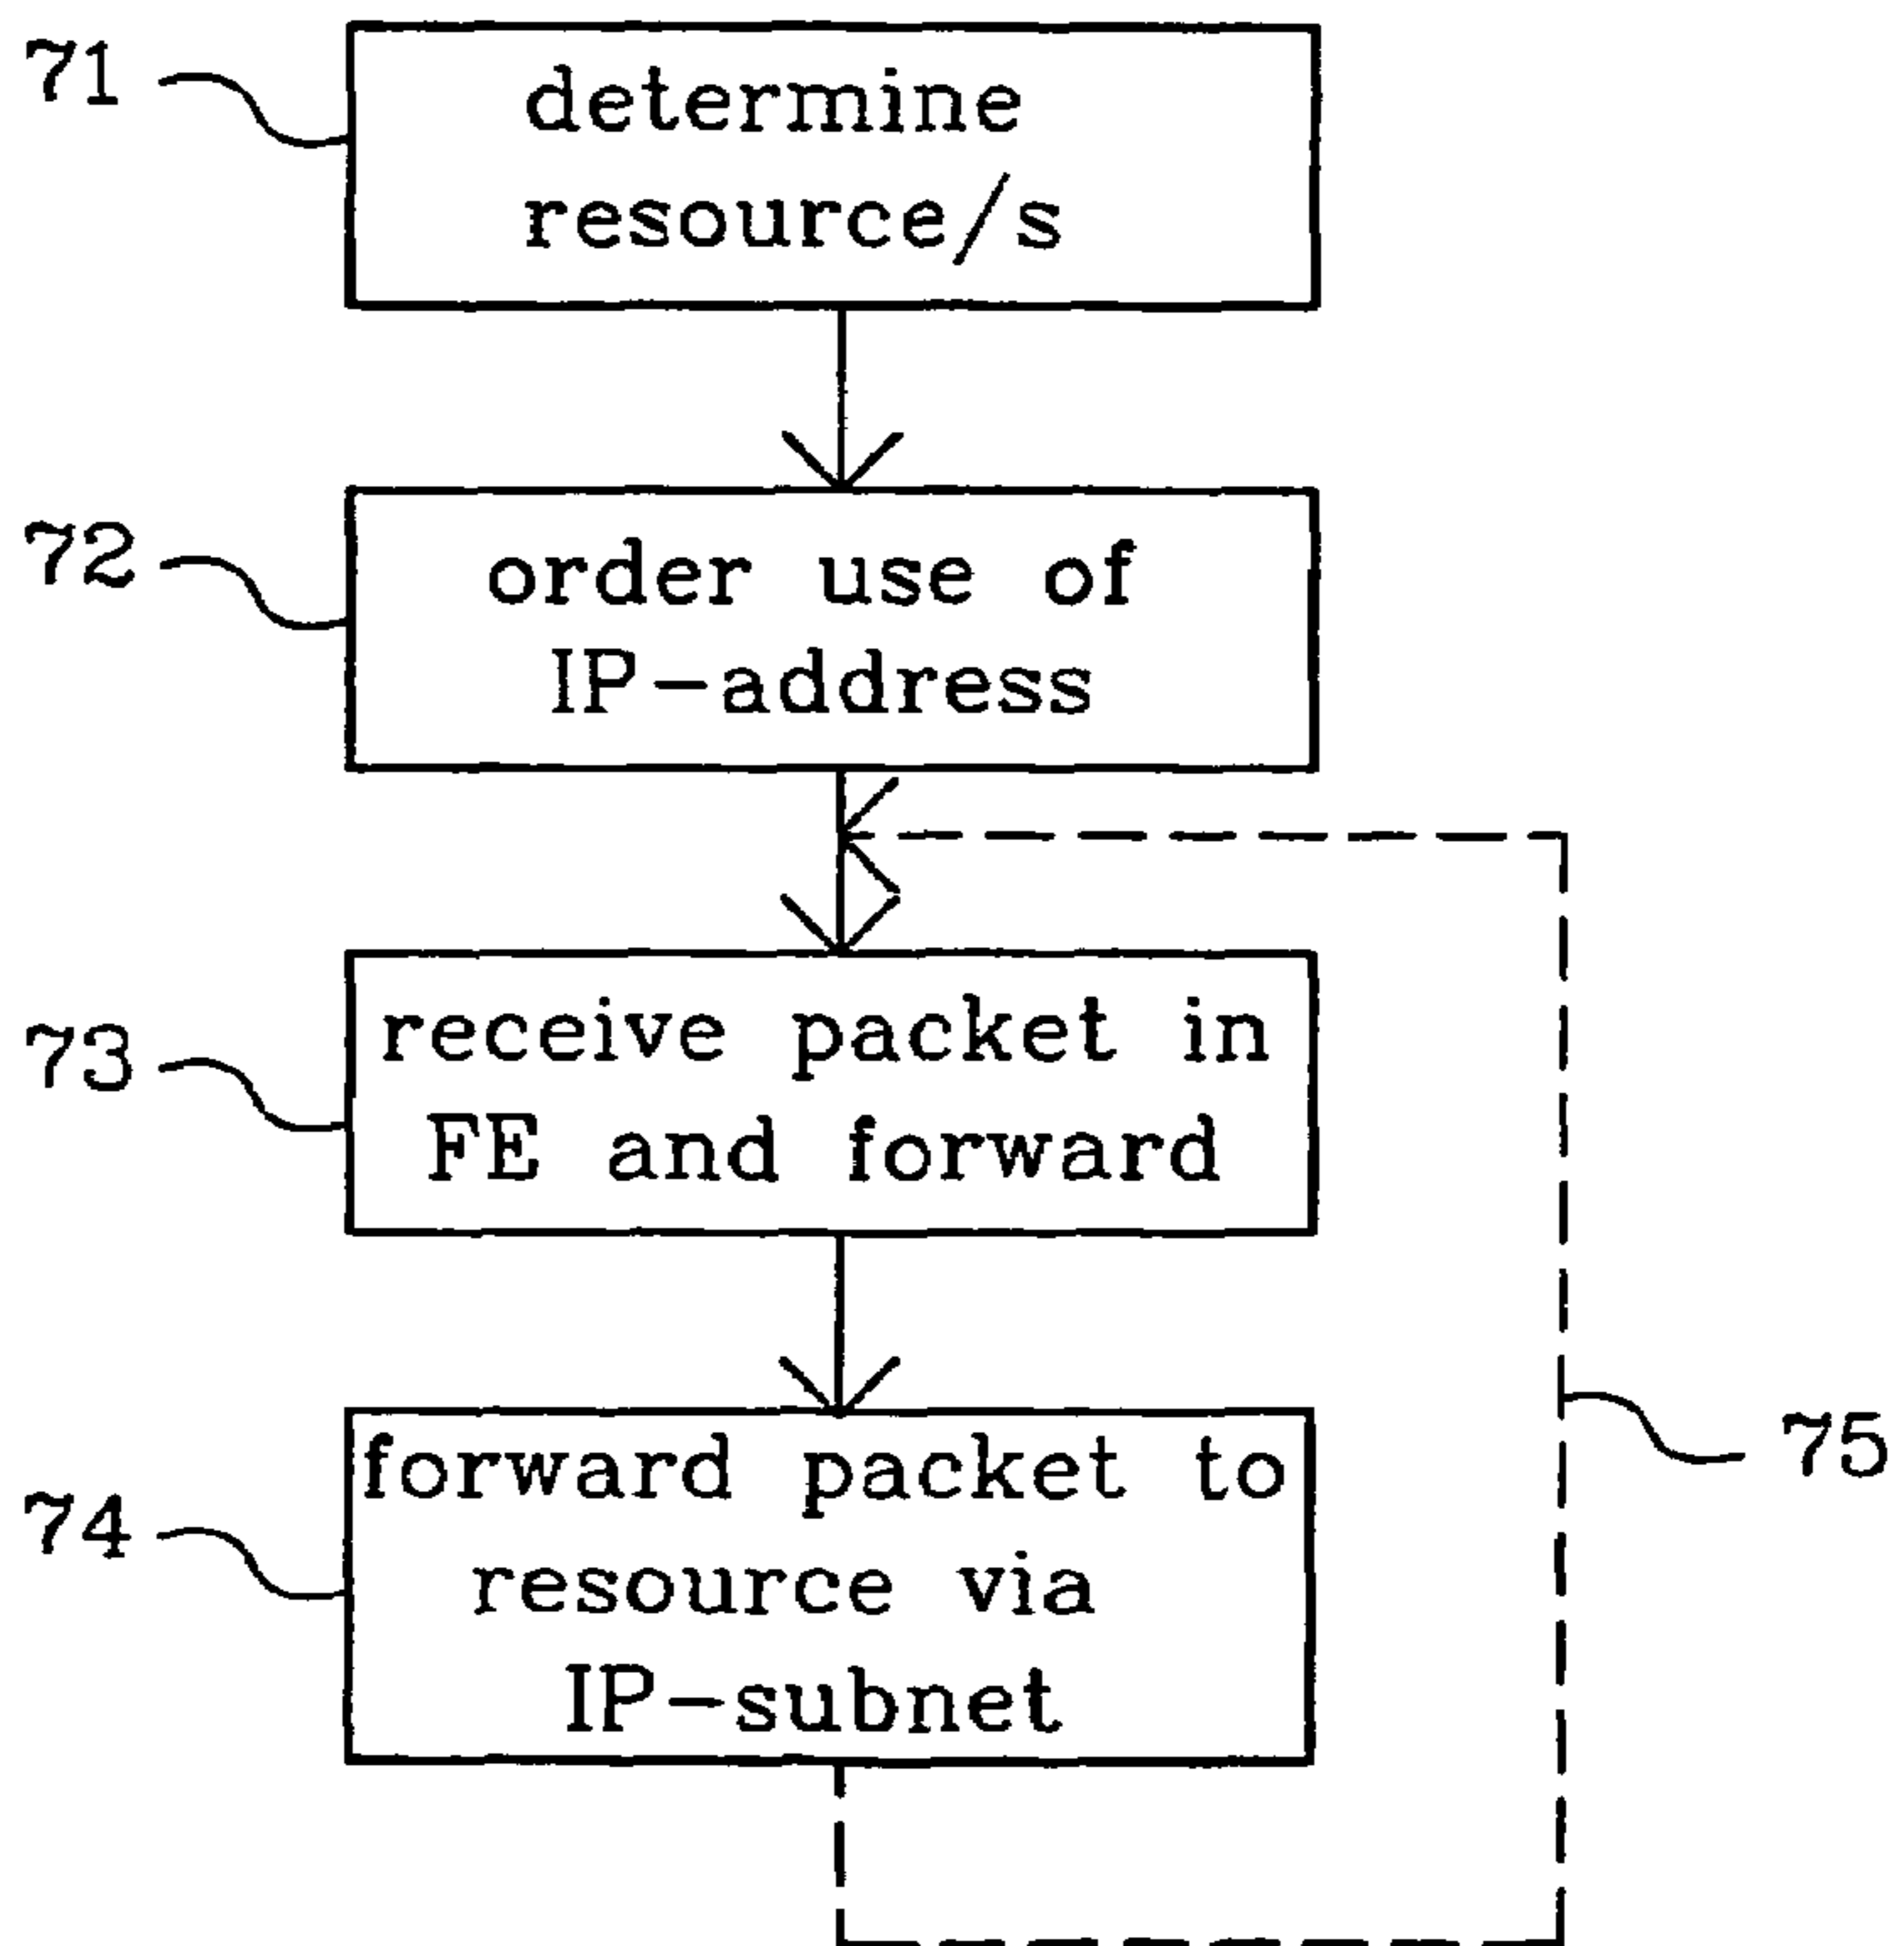 71
determine
resource/s
72
order use of
IP-address
73
receive packet in
FE and forward
74
forward packet to
resource via
IP-subnet
75